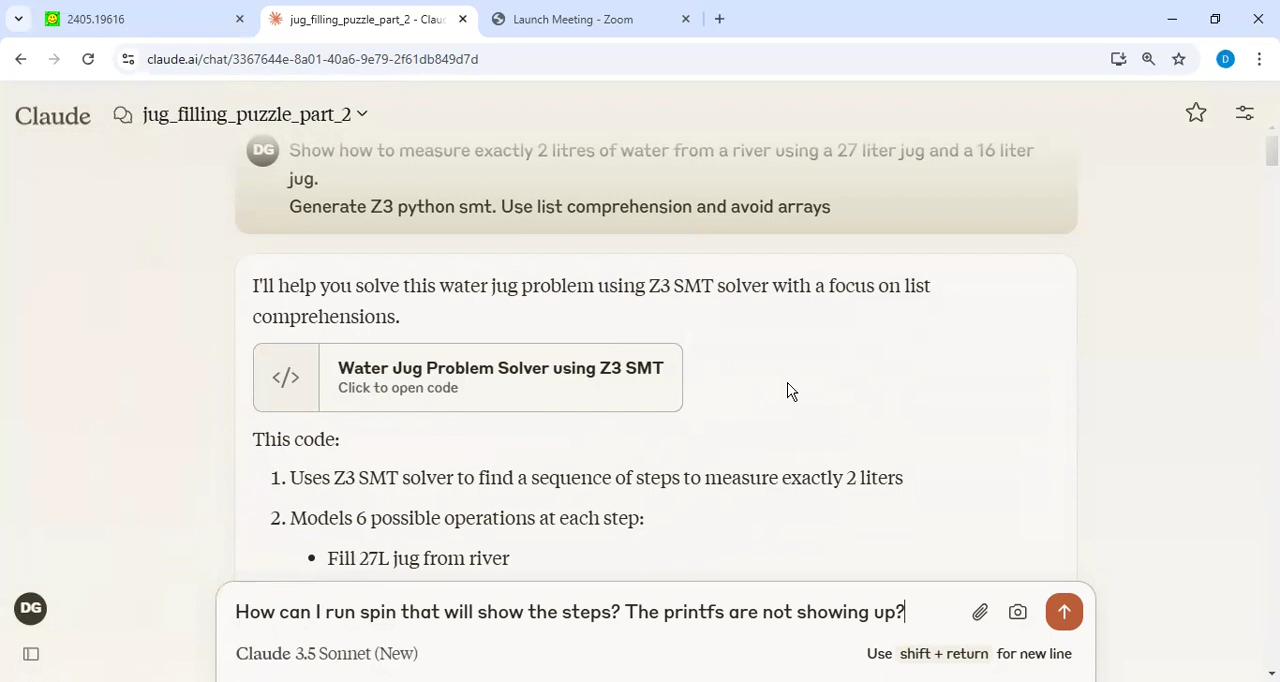 2405.19616
jug_filling_puzzle_part_2 - Clauc
Launch Meeting - Zoom
claude.ai/chat/3367644e-8a01-40a6-9e79-2f61db849d7d
D
Claude
jug_filling_puzzle_part_2
DG
Show how to measure exactly 2 litres of water from a river using a 27 liter jug and a 16 liter
jug.
Generate Z3 python smt. Use list comprehension and avoid arrays
I'll help you solve this water jug problem using Z3 SMT solver with a focus on list
comprehensions.
</>
Water Jug Problem Solver using Z3 SMT
Click to open code
This code:
1. Uses Z3 SMT solver to find a sequence of steps to measure exactly 2 liters
2. Models 6 possible operations at each step:
• Fill 27L jug from river
DG
How can I run spin that will show the steps? The printfs are not showing up?
Claude 3.5 Sonnet (New)
Use shift + return for new line